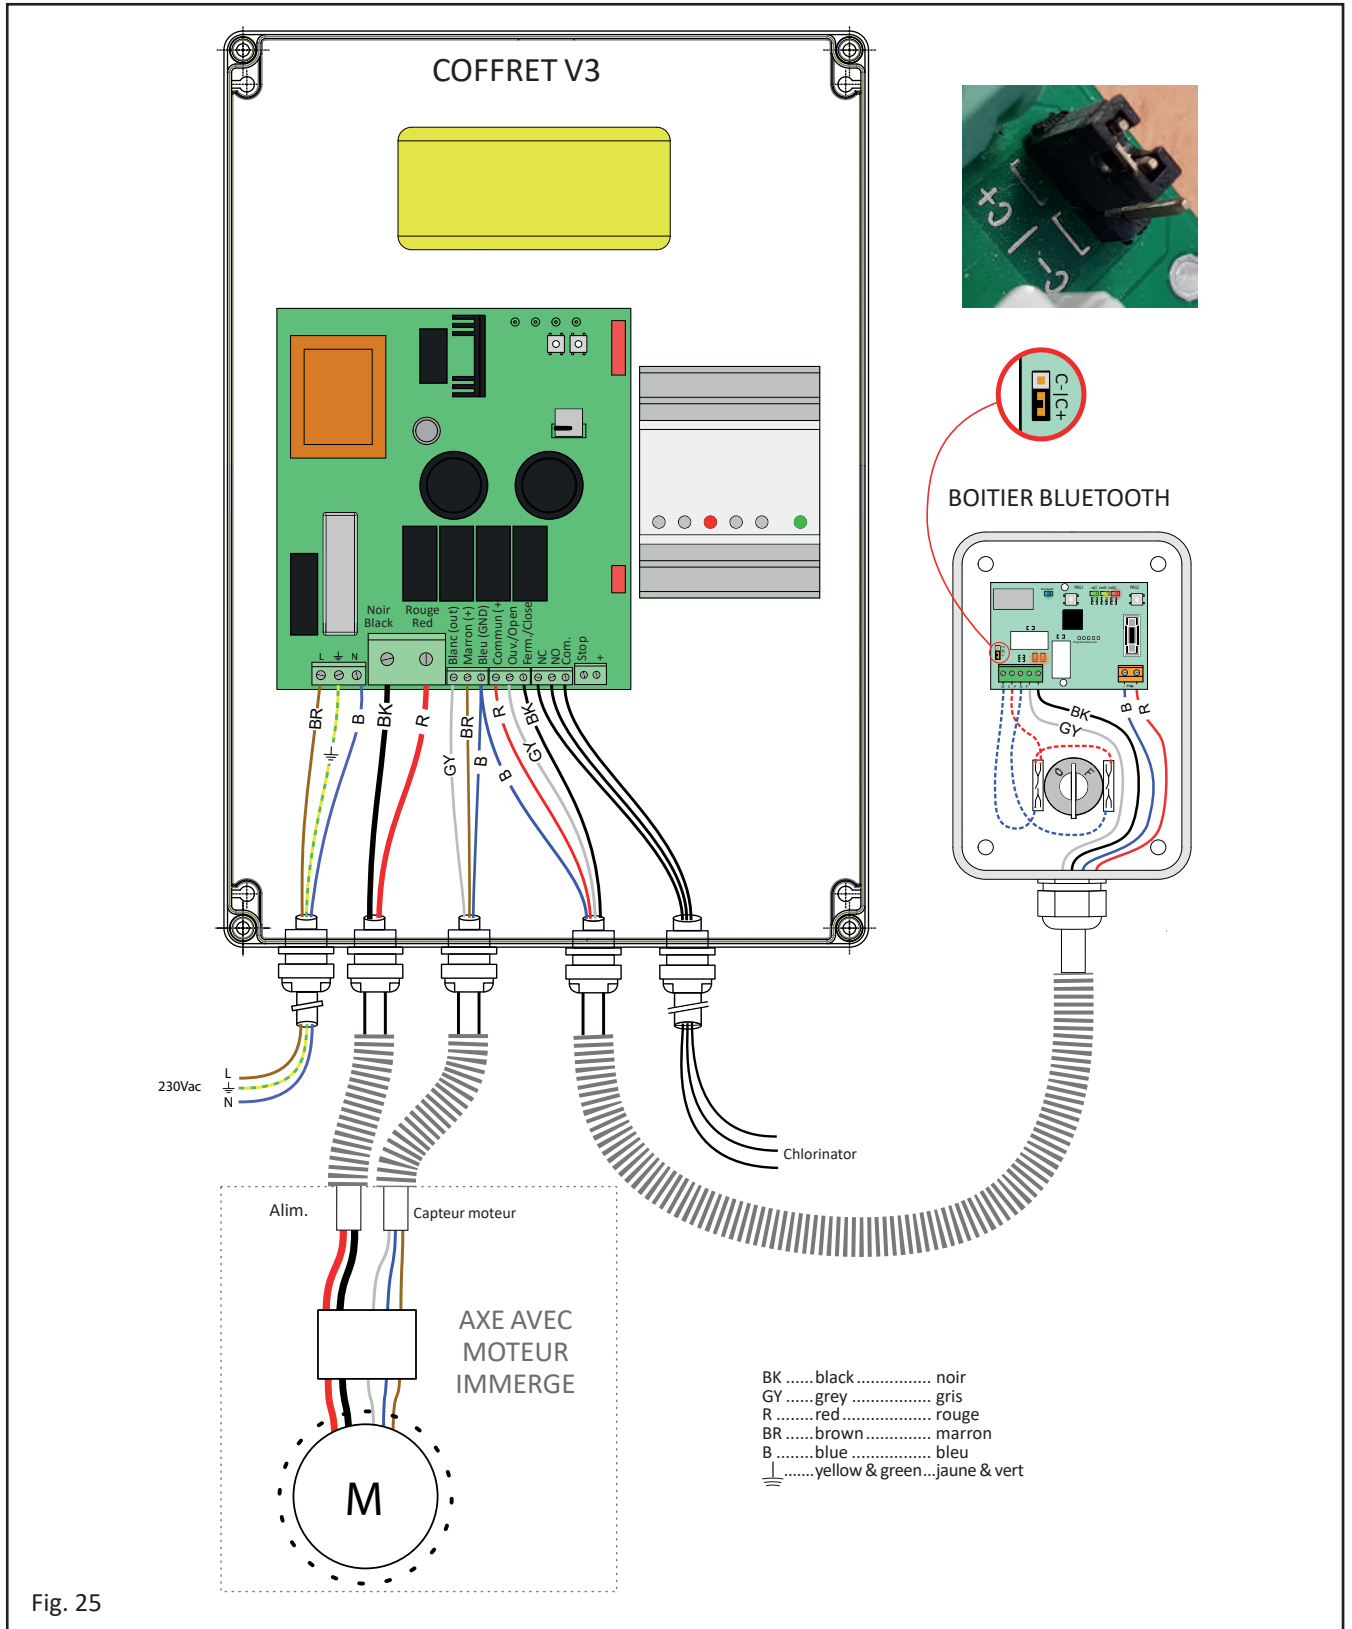 COFFRET V3
+C
C-
C-|C+
BOITIER BLUETOOTH
Noir
Black
Rouge
Red
Blanc (out)
Marron (+)
Bleu (GND)
Commun (+
Ouv./Open
Ferm./Close
NC
NO
Com.
Stop
+
L
N
BR
B
BK
R
GY
BR
B
B
R
GY
BK
BK
GY
B
R
O
F
230Vac
L
N
Chlorinator
Alim.
Capteur moteur
AXE AVEC
MOTEUR
IMMERGE
M
BK ......black ................ noir
GY ......grey ................. gris
R ........red ................... rouge
BR ......brown .............. marron
B ........blue ................. bleu
.......yellow & green...jaune & vert
Fig. 25